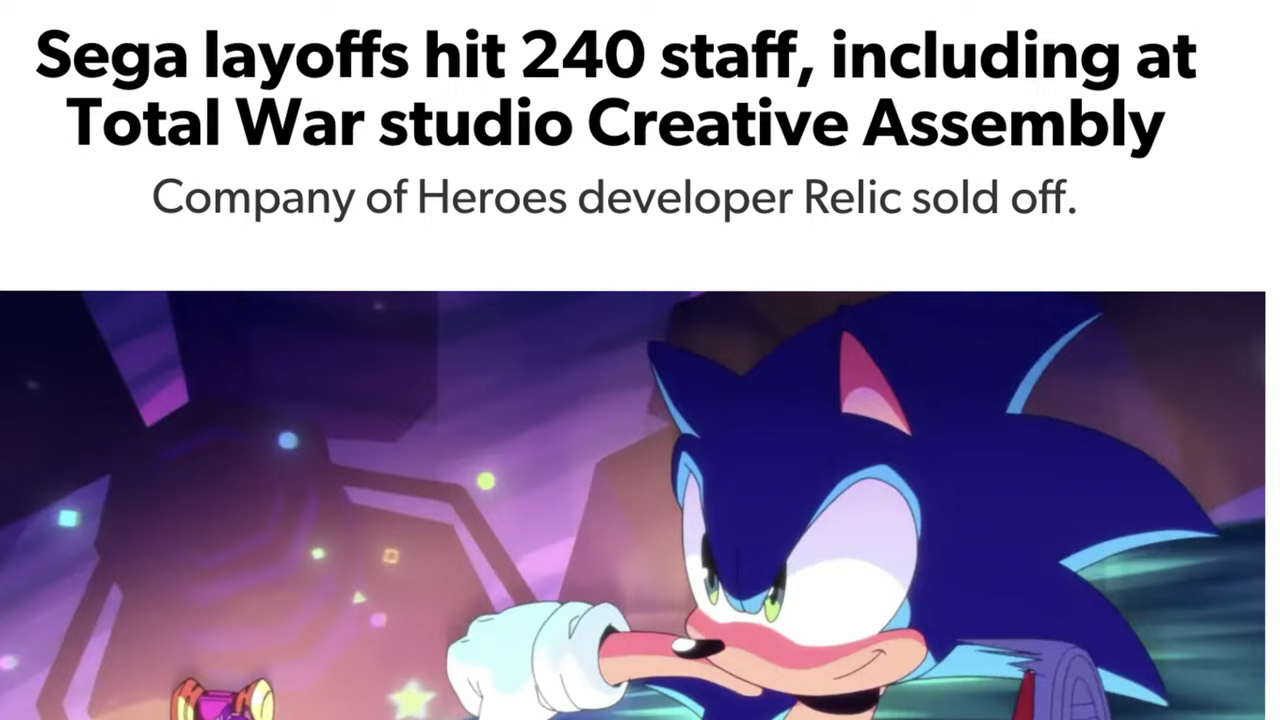 Sega layoffs hit 240 staff, including at
Total War studio Creative Assembly
Company of Heroes developer Relic sold off.